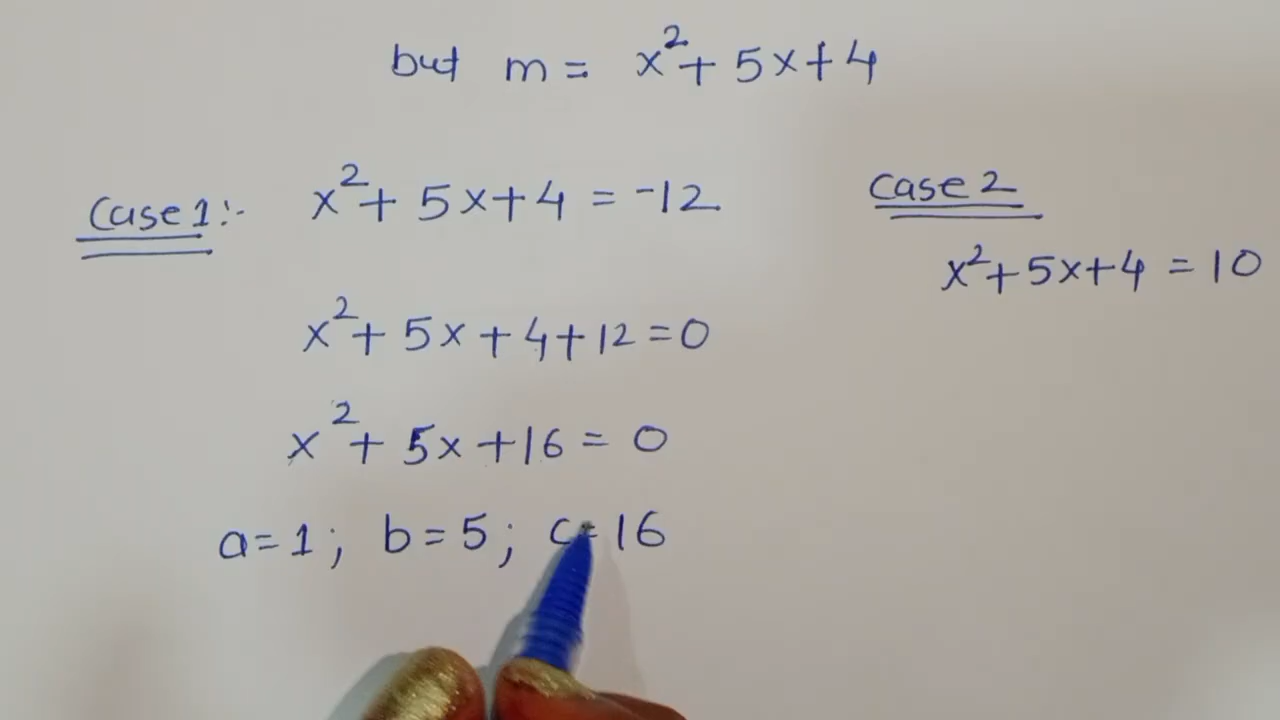 but m = x² + 5x + 4
Case 1:- x² + 5x + 4 = -12
x² + 5x + 4 + 12 = 0
x² + 5x + 16 = 0
a = 1; b = 5; c = 16
Case 2
x² + 5x + 4 = 10